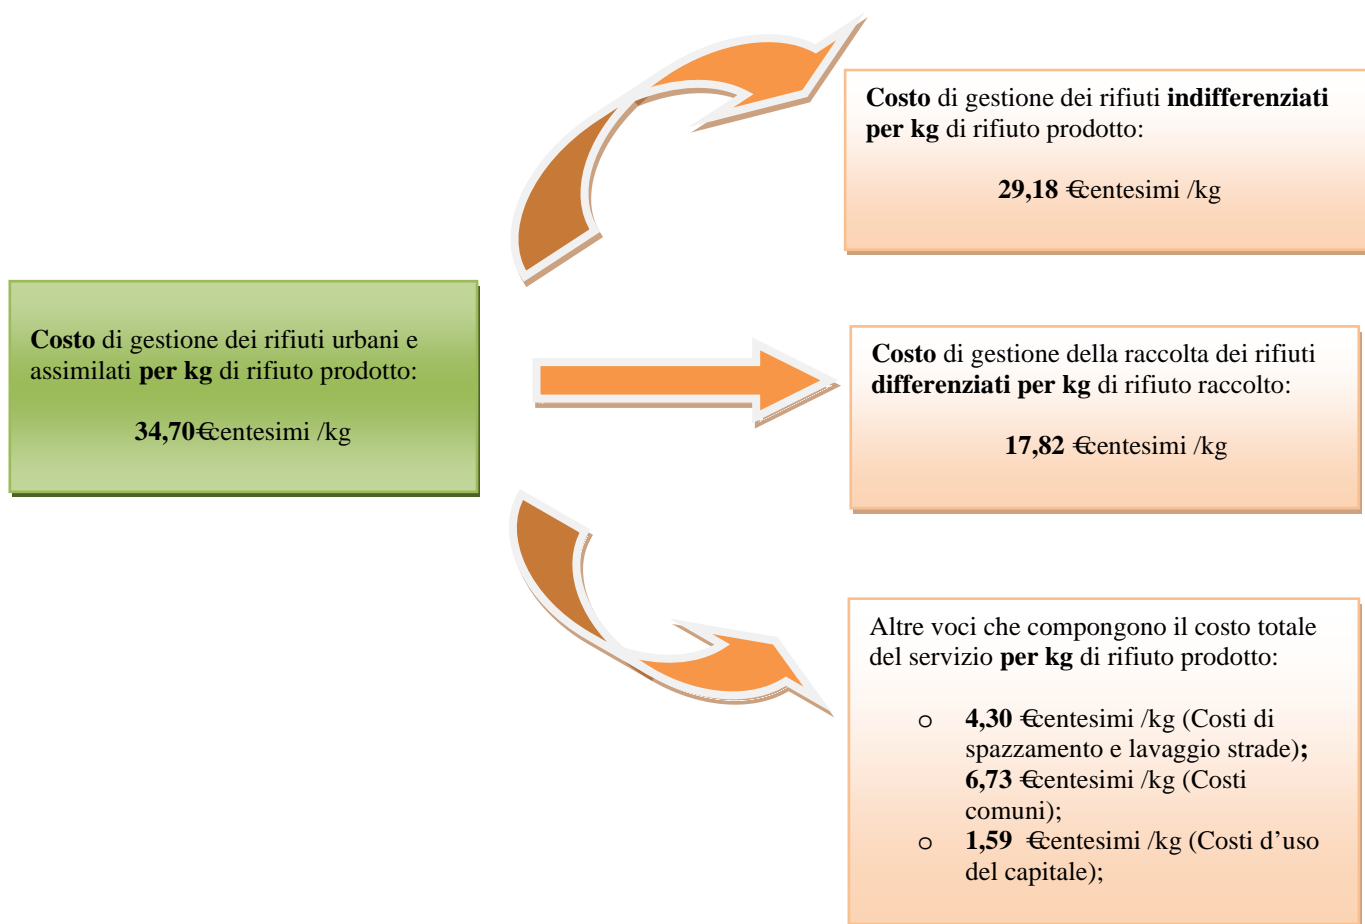 Costo di gestione dei rifiuti urbani e
assimilati per kg di rifiuto prodotto:
34,70€centesimi /kg
Costo di gestione dei rifiuti indifferenziati
per kg di rifiuto prodotto:
29,18 €centesimi /kg
Costo di gestione della raccolta dei rifiuti
differenziati per kg di rifiuto raccolto:
17,82 €centesimi /kg
Altre voci che compongono il costo totale
del servizio per kg di rifiuto prodotto:
o 4,30 €centesimi /kg (Costi di
spazzamento e lavaggio strade);
6,73 €centesimi /kg (Costi
comuni);
o 1,59 €centesimi /kg (Costi d’uso
del capitale);